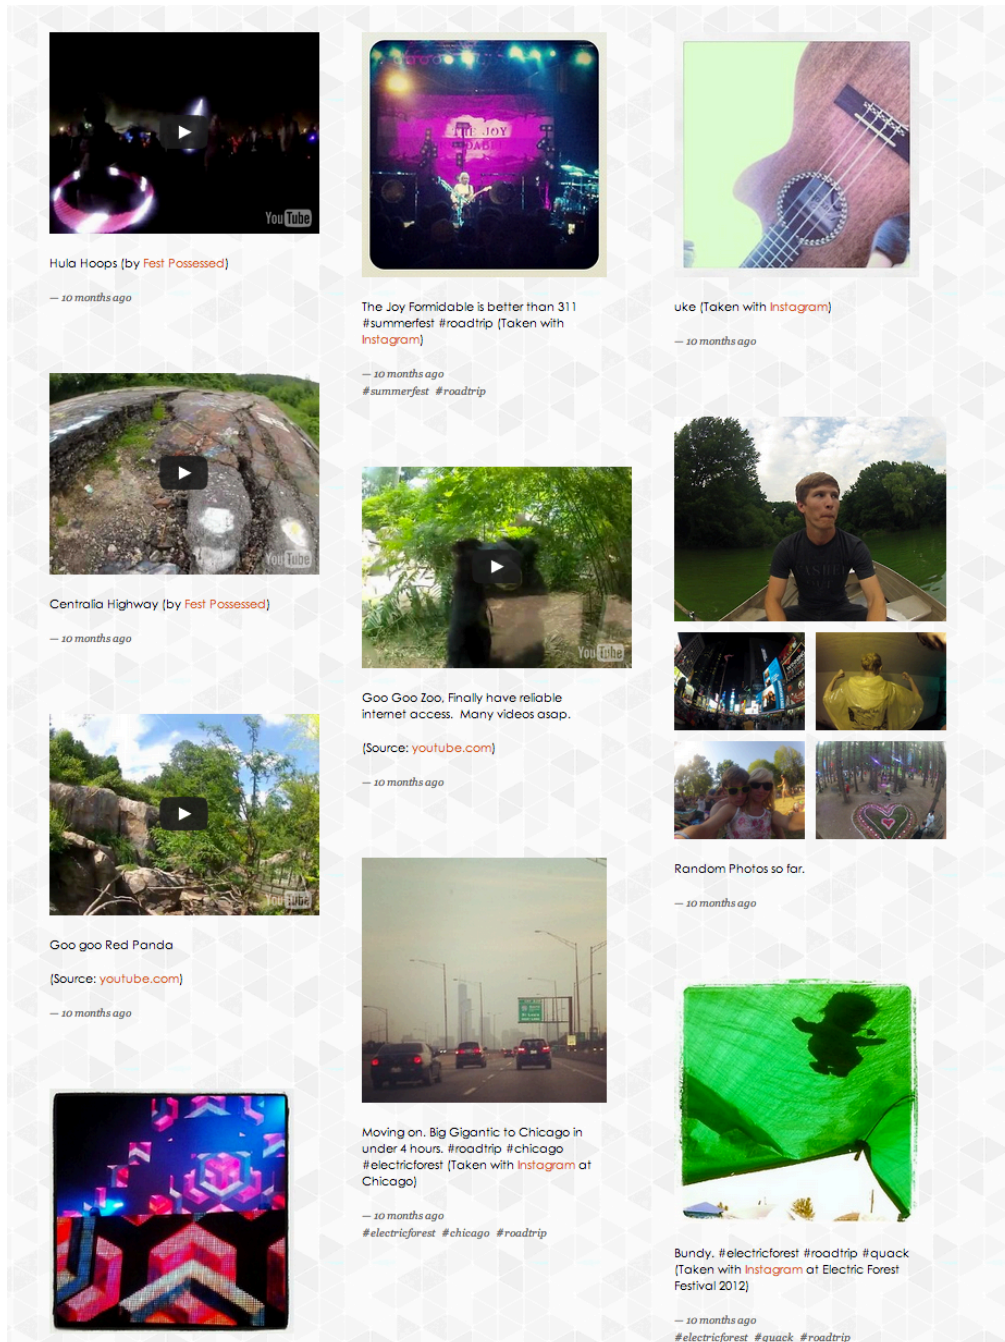 YouTube
Hula Hoops (by Fest Possessed)
— 10 months ago
YouTube
Centralia Highway (by Fest Possessed)
— 10 months ago
YouTube
Goo goo Red Panda
(Source: youtube.com)
— 10 months ago
THE JOY
The Joy Formidable is better than 311
#summerfest #roadtrip (Taken with
Instagram)
— 10 months ago
#summerfest #roadtrip
YouTube
Goo Goo Zoo, Finally have reliable
internet access. Many videos asap.
(Source: youtube.com)
— 10 months ago
Moving on. Big Gigantic to Chicago in
under 4 hours. #roadtrip #chicago
#electricforest (Taken with Instagram at
Chicago)
— 10 months ago
#electricforest #chicago #roadtrip
uke (Taken with Instagram)
— 10 months ago
Random Photos so far.
— 10 months ago
Bundy. #electricforest #roadtrip #quack
(Taken with Instagram at Electric Forest
Festival 2012)
— 10 months ago
#electricforest #quack #roadtrip